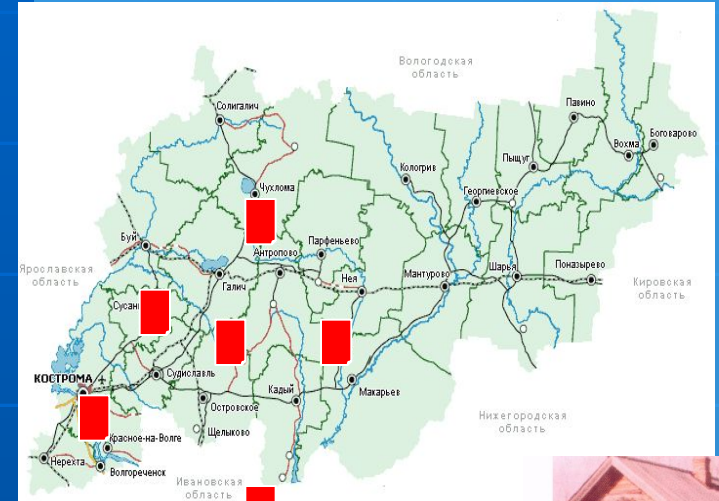 Вологодская
область
Солигалич
Павино
Вохма
Боговарово
Пыщуг
Кологрив
Георгиевское
Чухлома
Буй
Антропово
Парфеньево
Ярославская
область
Галич
Нея
Мантурово
Шарья
Поназырево
Кировская
область
КОСТРОМА
Судиславль
Островское
Кадый
Макарьев
Нижегородская
область
Щелыково
Красное-на-Волге
Нерехта
Волгореченск
Ивановская
область